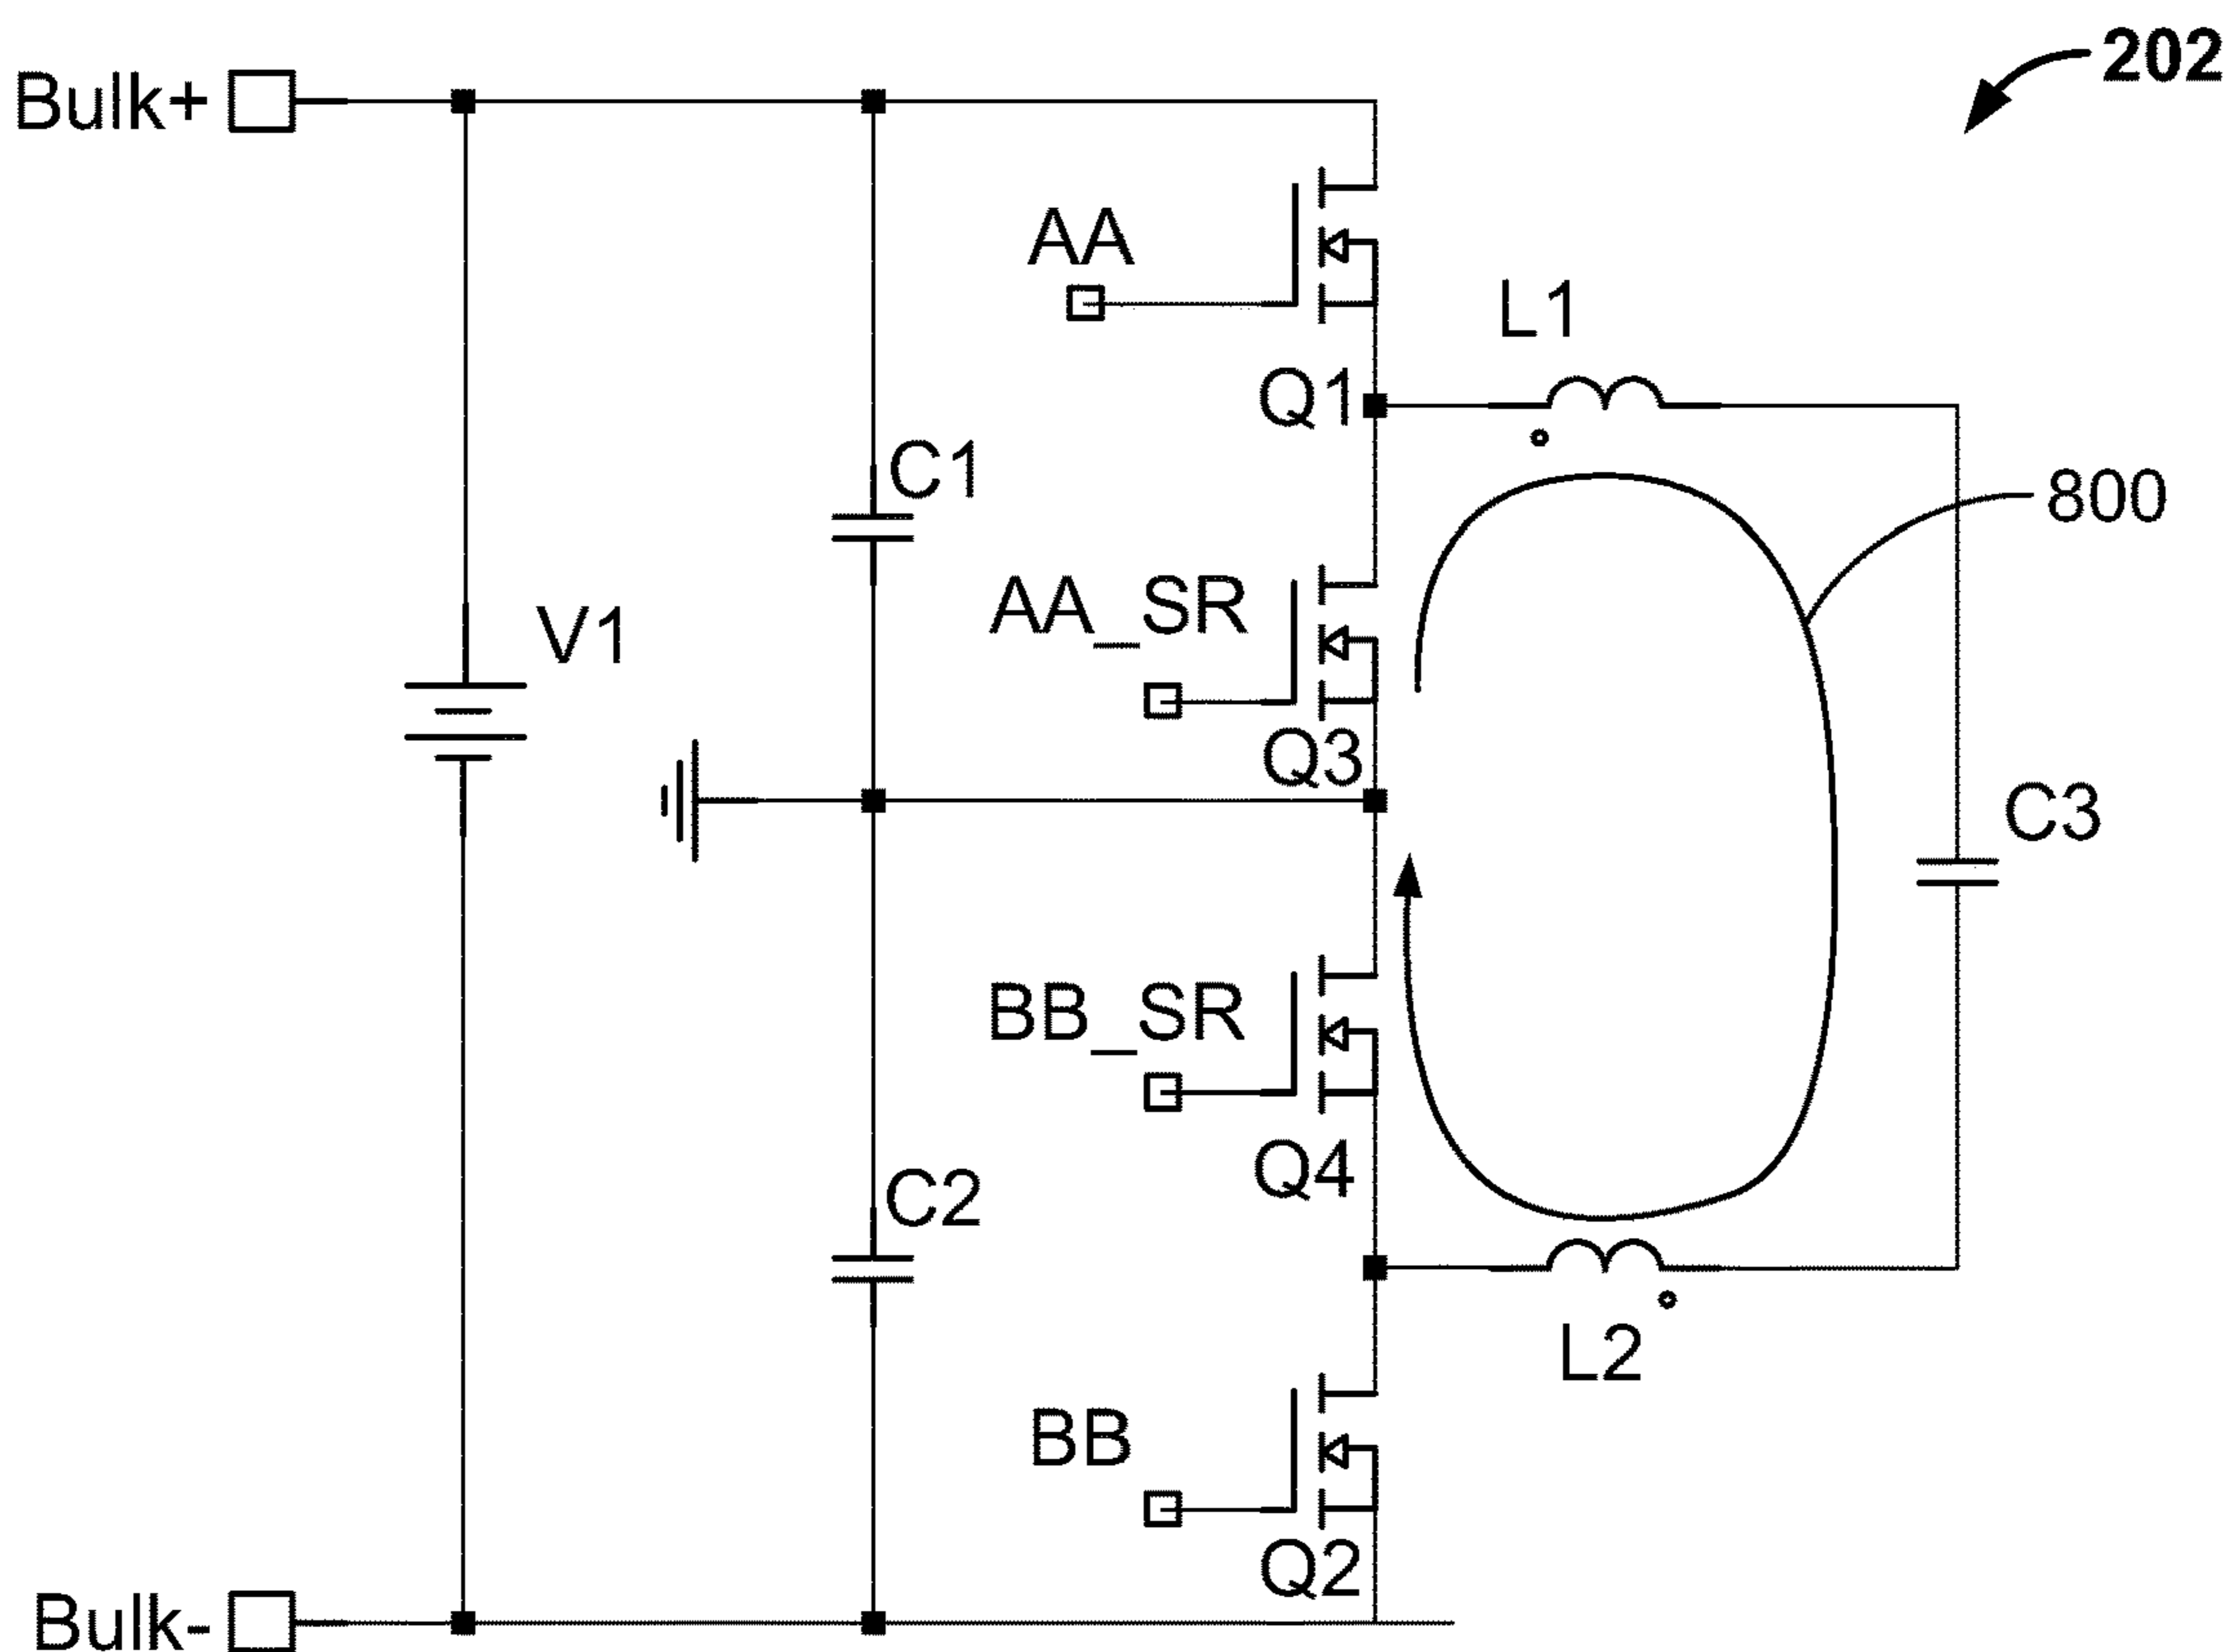 202
Bulk+
AA
L1
Q1
C1
800
AA_SR
V1
Q3
C3
BB_SR
Q4
C2
L2
BB
Q2
Bulk-